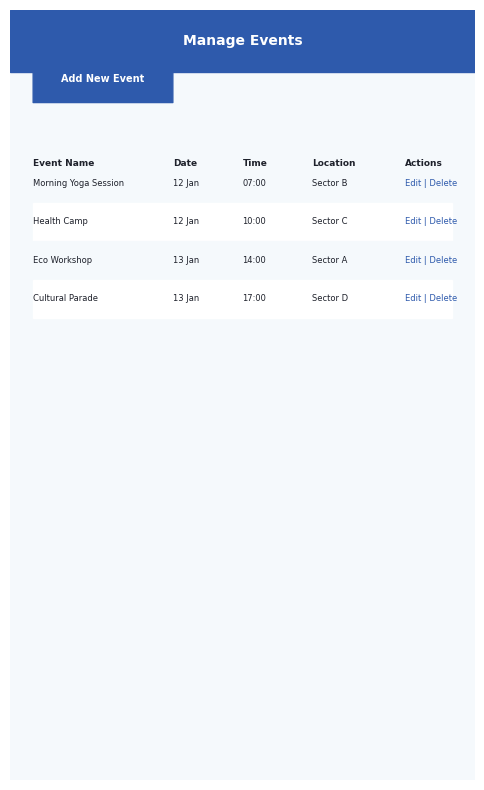 Manage Events
Add New Event
Event Name Date Time Location Actions
Morning Yoga Session 12 Jan 07:00 Sector B Edit | Delete
Health Camp 12 Jan 10:00 Sector C Edit | Delete
Eco Workshop 13 Jan 14:00 Sector A Edit | Delete
Cultural Parade 13 Jan 17:00 Sector D Edit | Delete